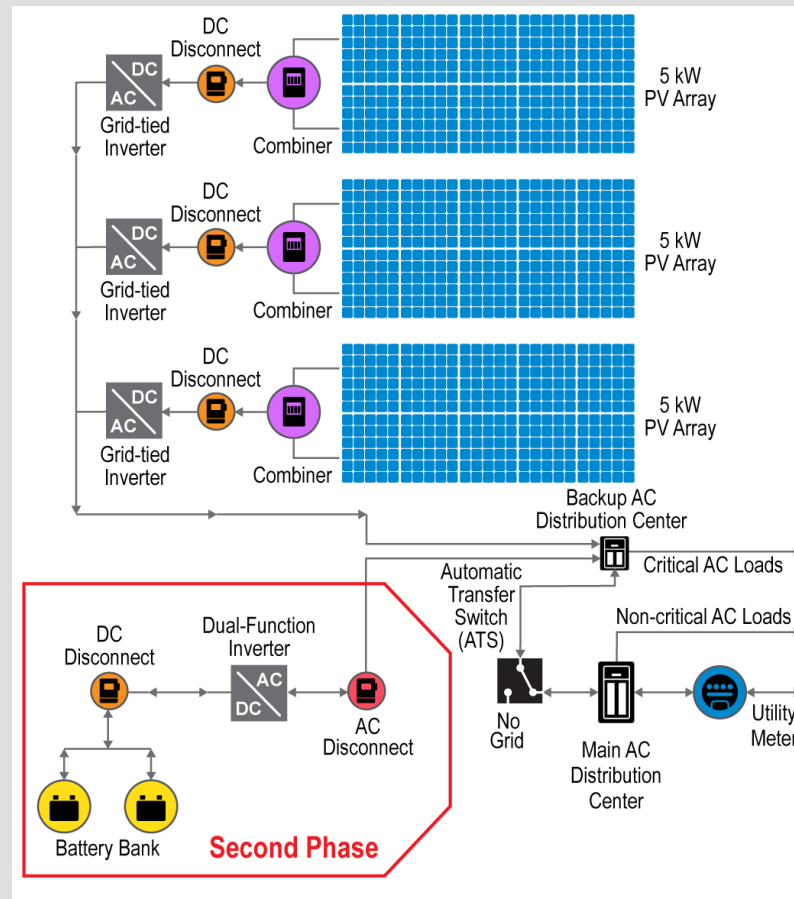 DC
Disconnect
DC
AC
Grid-tied
Inverter
Combiner
5 kW
PV Array
DC
Disconnect
DC
AC
Grid-tied
Inverter
Combiner
5 kW
PV Array
DC
Disconnect
DC
AC
Grid-tied
Inverter
Combiner
5 kW
PV Array
Backup AC
Distribution Center
Critical AC Loads
Automatic
Transfer
Switch
(ATS)
Non-critical AC Loads
No
Grid
Main AC
Distribution
Center
Utility
Meter
DC
Disconnect
Dual-Function
Inverter
AC
DC
AC
Disconnect
Battery Bank
Second Phase